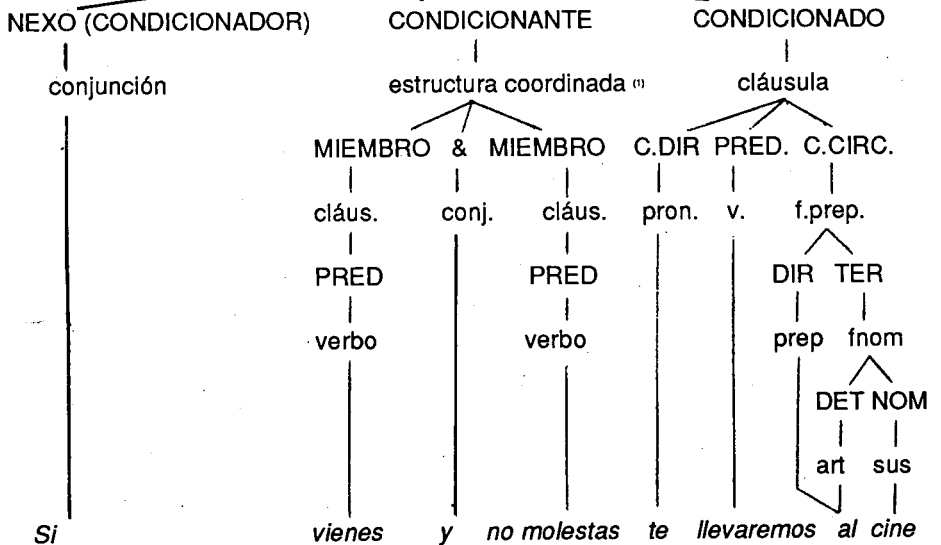 NEXO (CONDICIONADOR) CONDICIONANTE CONDICIONADO
conjunción estructura coordinada (1) cláusula
MIEMBRO & MIEMBRO C.DIR PRED. C.CIRC.
cláus. conj. cláus. pron. v. f.prep.
PRED PRED DIR TER
verbo verbo prep fnom
DET NOM
art sus
Si vienes y no molestas te llevaremos al cine